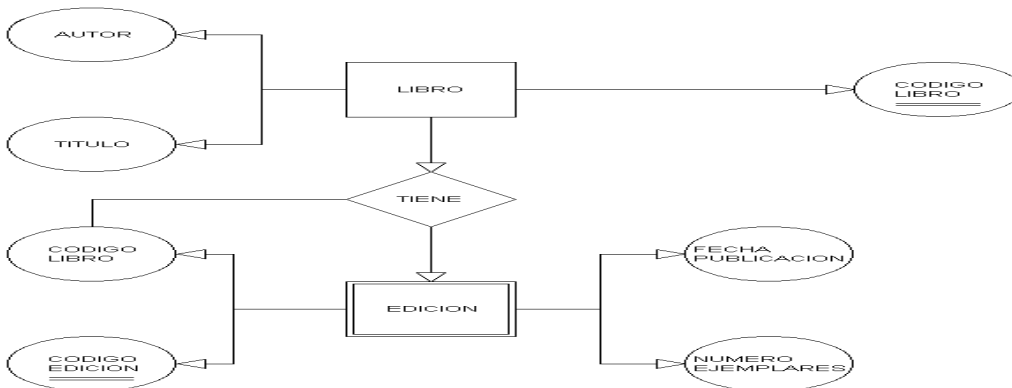 AUTOR
LIBRO
CODIGO
LIBRO
TITULO
TIENE
CODIGO
LIBRO
FECHA
PUBLICACION
EDICION
CODIGO
EDICION
NUMERO
EJEMPLARES